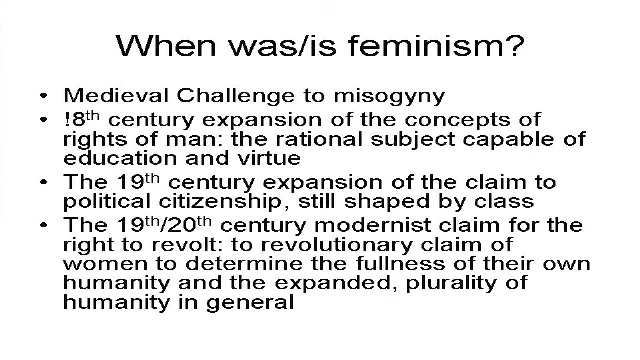 When was/is feminism?
• Medieval Challenge to misogyny
• !8th century expansion of the concepts of
rights of man: the rational subject capable of
education and virtue
• The 19th century expansion of the claim to
political citizenship, still shaped by class
• The 19th/20th century modernist claim for the
right to revolt: to revolutionary claim of
women to determine the fullness of their own
humanity and the expanded, plurality of
humanity in general